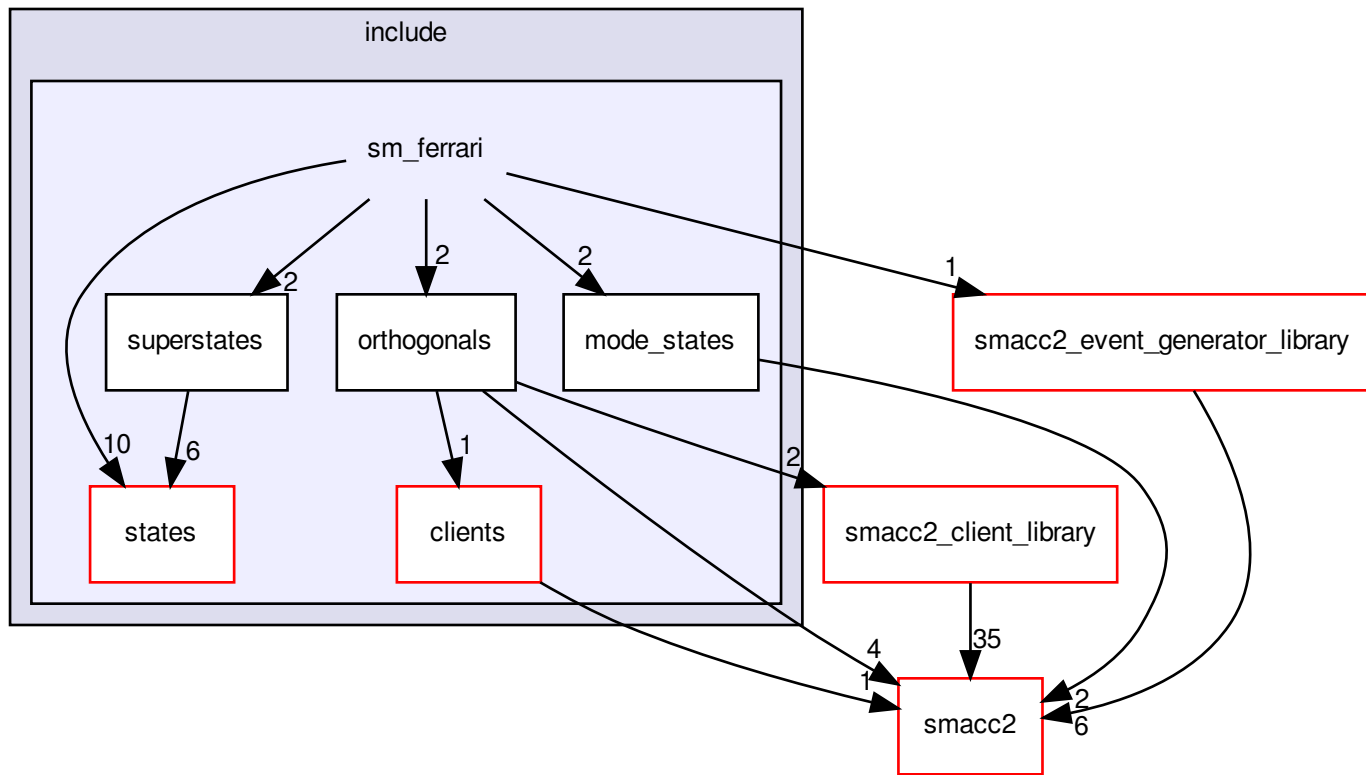 include
sm_ferrari
2
2
2
1
superstates
orthogonals
mode_states
smacc2_event_generator_library
10
6
1
2
states
clients
smacc2_client_library
4
1
35
2
6
smacc2